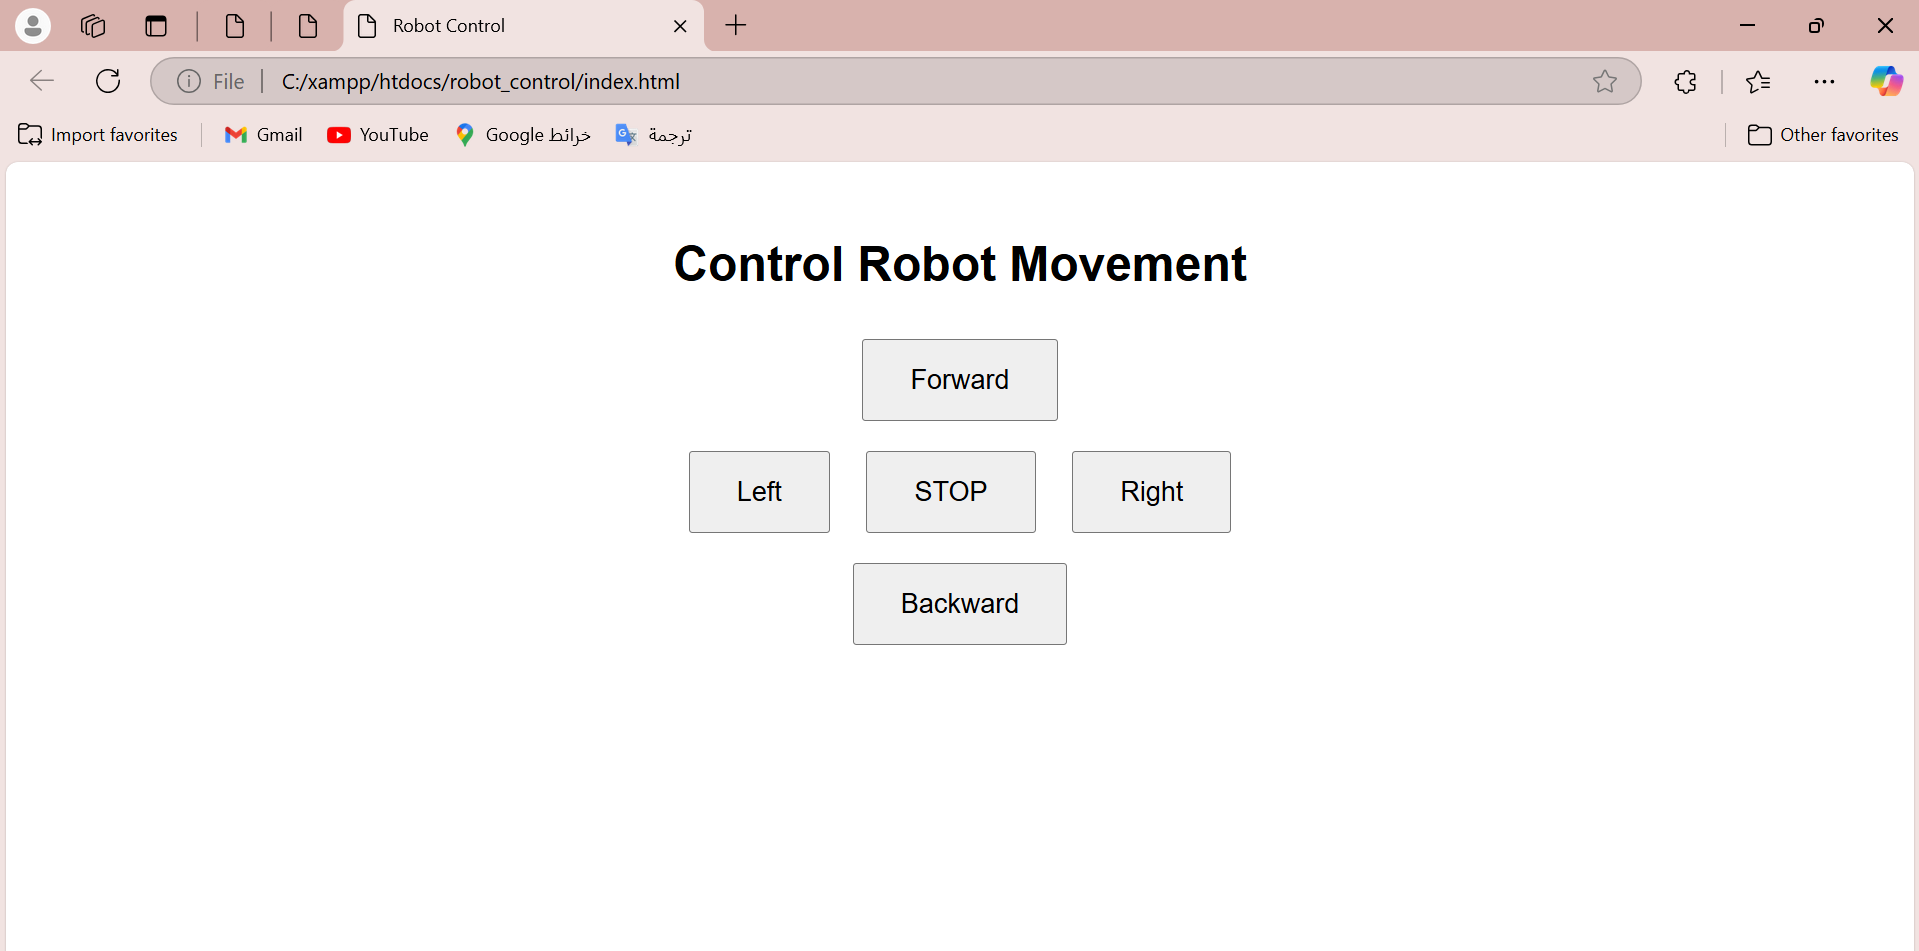 Robot Control
File C:/xampp/htdocs/robot_control/index.html
Import favorites Gmail YouTube خرائط Google ترجمة Other favorites
Control Robot Movement
Forward
Left STOP Right
Backward